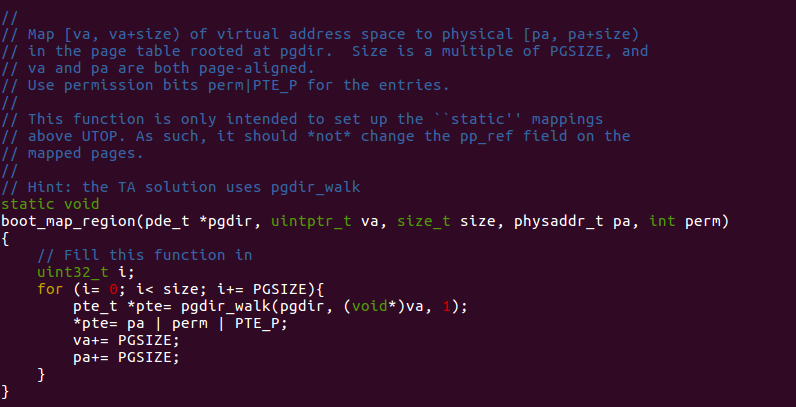 //
// Map [va, va+size) of virtual address space to physical [pa, pa+size)
// in the page table rooted at pgdir.  Size is a multiple of PGSIZE, and
// va and pa are both page-aligned.
// Use permission bits perm|PTE_P for the entries.
//
// This function is only intended to set up the ``static'' mappings
// above UTOP. As such, it should *not* change the pp_ref field on the
// mapped pages.
//
// Hint: the TA solution uses pgdir_walk
static void
boot_map_region(pde_t *pgdir, uintptr_t va, size_t size, physaddr_t pa, int perm)
{
    // Fill this function in
    uint32_t i;
    for (i= 0; i< size; i+= PGSIZE){
        pte_t *pte= pgdir_walk(pgdir, (void*)va, 1);
        *pte= pa | perm | PTE_P;
        va+= PGSIZE;
        pa+= PGSIZE;
    }
}